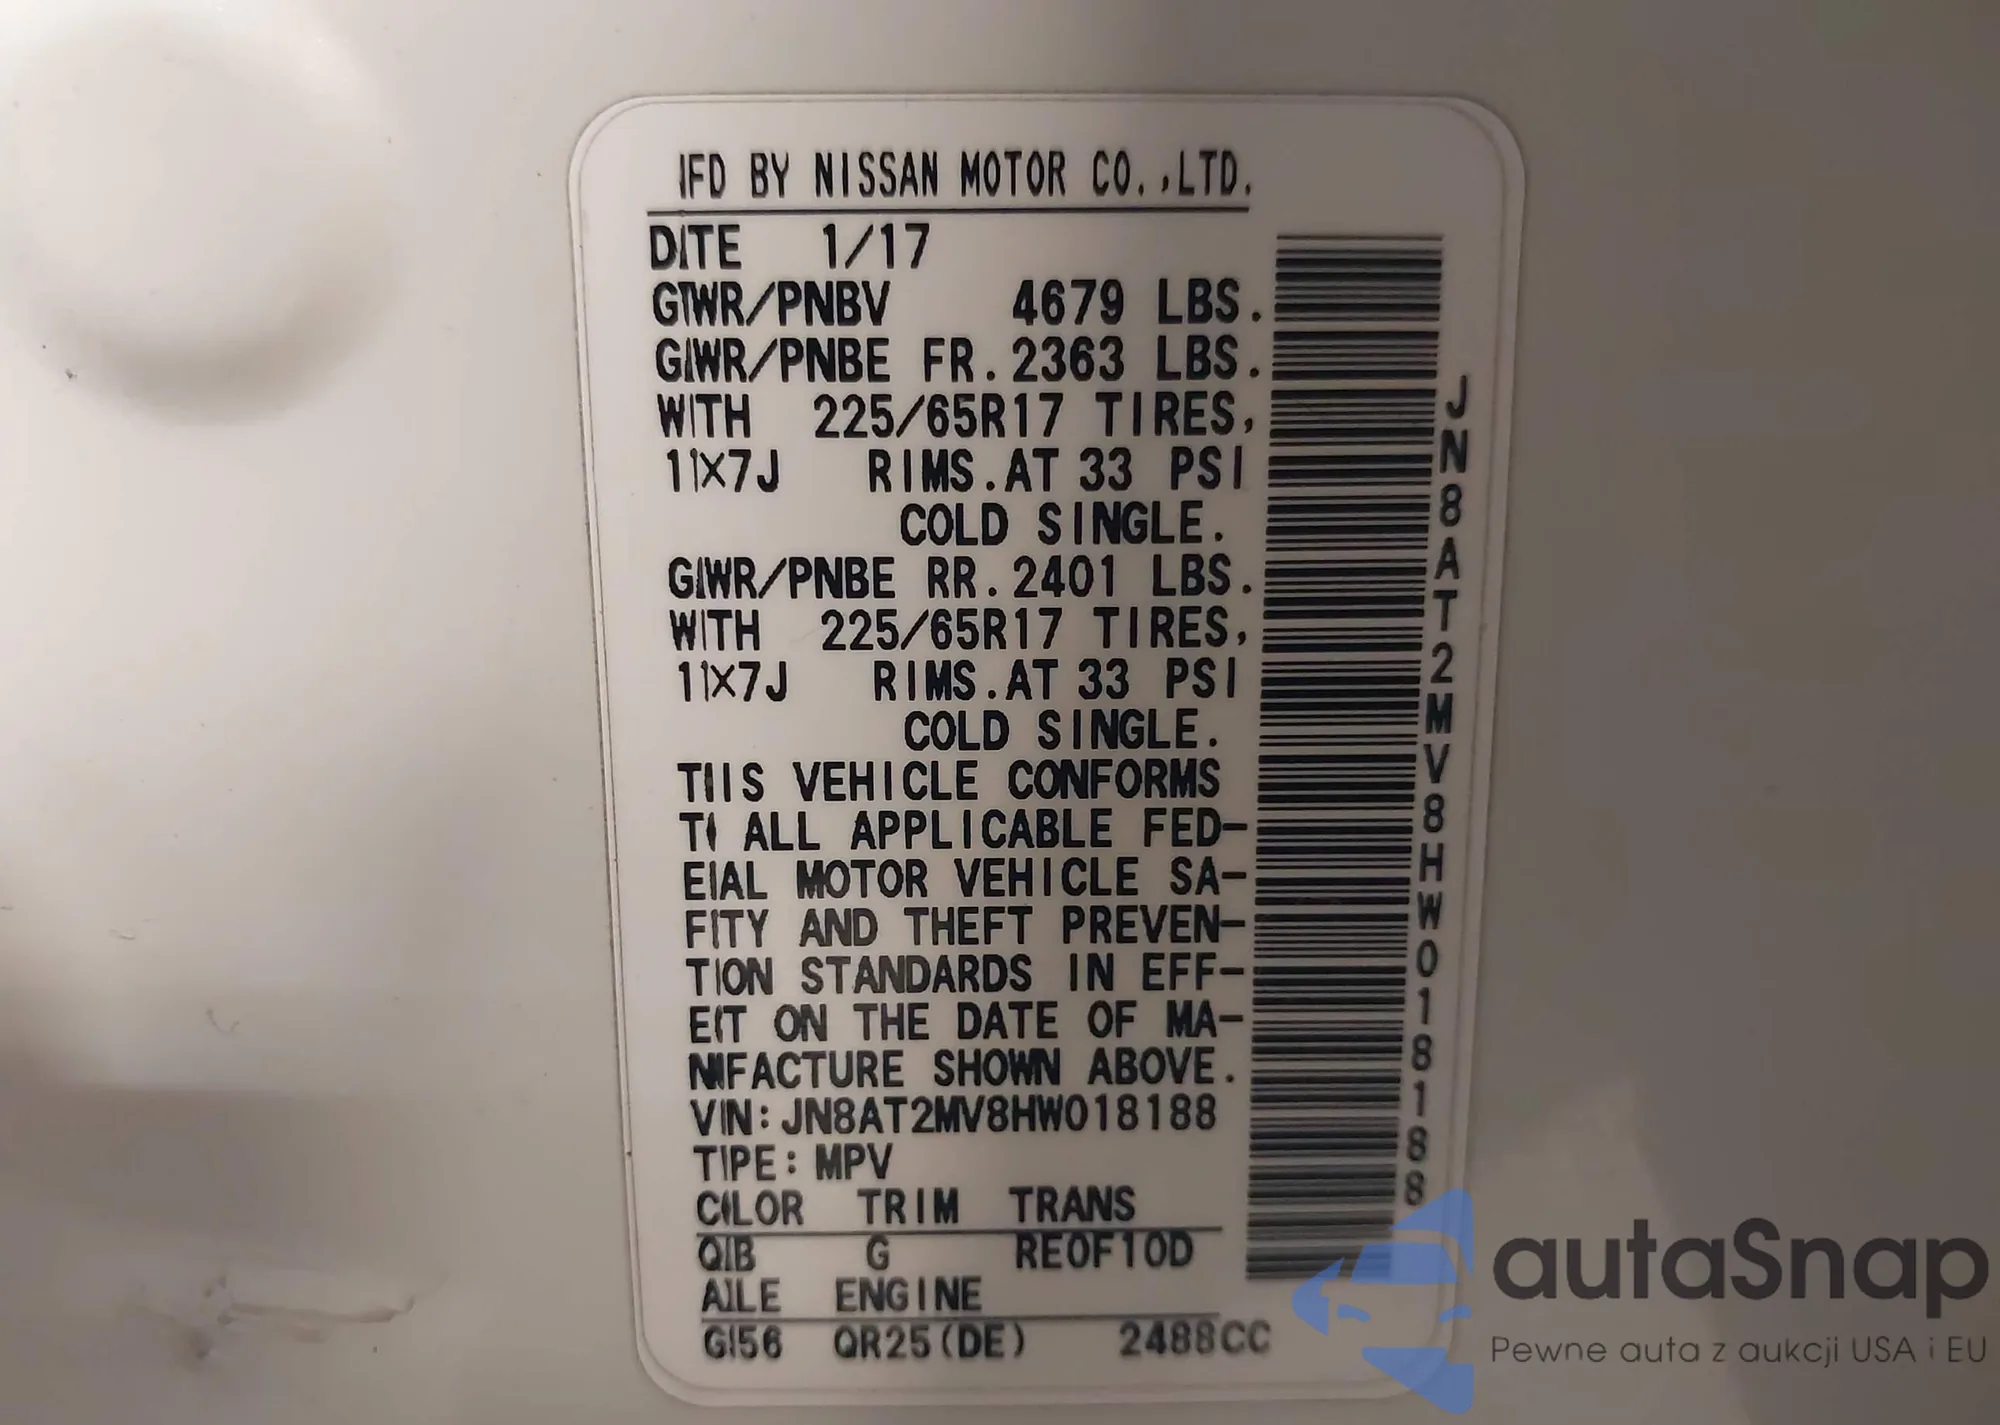 IFD BY NISSAN MOTOR CO.,LTD.
DITE 1/17
GTWR/PNBV 4679 LBS.
GIWR/PNBE FR. 2363 LBS.
WITH 225/65R17 TIRES,
11X7J RIMS.AT 33 PSI
COLD SINGLE.
GIWR/PNBE RR. 2401 LBS.
WITH 225/65R17 TIRES,
11X7J RIMS.AT 33 PSI
COLD SINGLE.
TIIS VEHICLE CONFORMS
TI ALL APPLICABLE FED-
EIAL MOTOR VEHICLE SA-
FITY AND THEFT PREVEN-
TION STANDARDS IN EFF-
EIT ON THE DATE OF MA-
NIFACTURE SHOWN ABOVE.
VIN: JN8AT2MV8HW018188
TIPE: MPV
CILOR TRIM TRANS
QIB G RE0F10D
AILE ENGINE
GI56 QR25(DE) 2488CC
JN8AT2MV8HW018188
autaSnap
Pewne auta z aukcji USA i EU